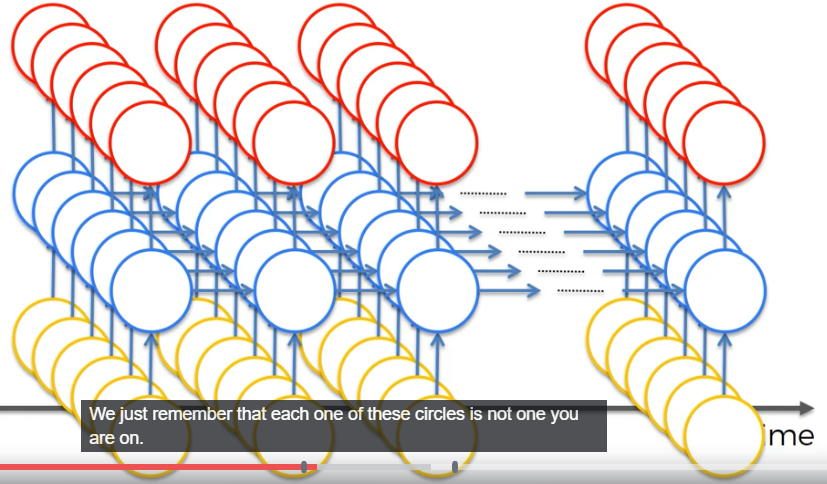 We just remember that each one of these circles is not one you
are on.
ime